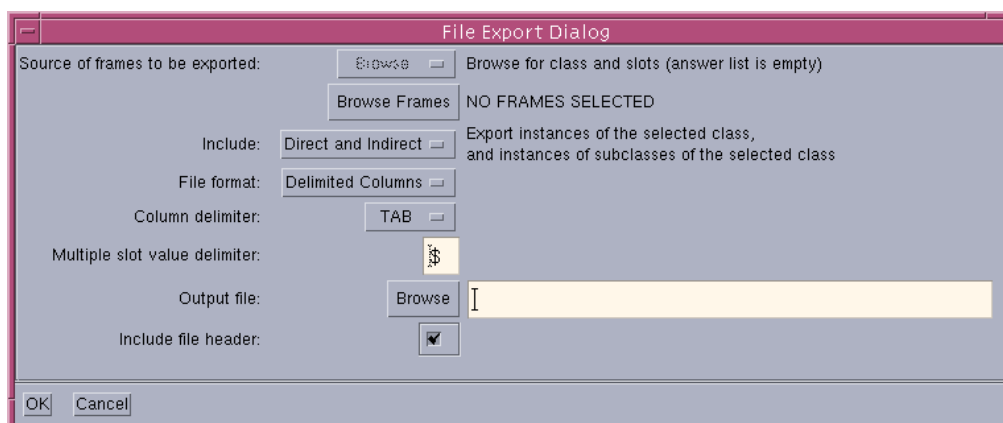 File Export Dialog
Source of frames to be exported: Browse Browse for class and slots (answer list is empty)
Browse Frames NO FRAMES SELECTED
Include: Direct and Indirect Export instances of the selected class,
and instances of subclasses of the selected class
File format: Delimited Columns
Column delimiter: TAB
Multiple slot value delimiter: $
Output file: Browse
Include file header:
OK Cancel